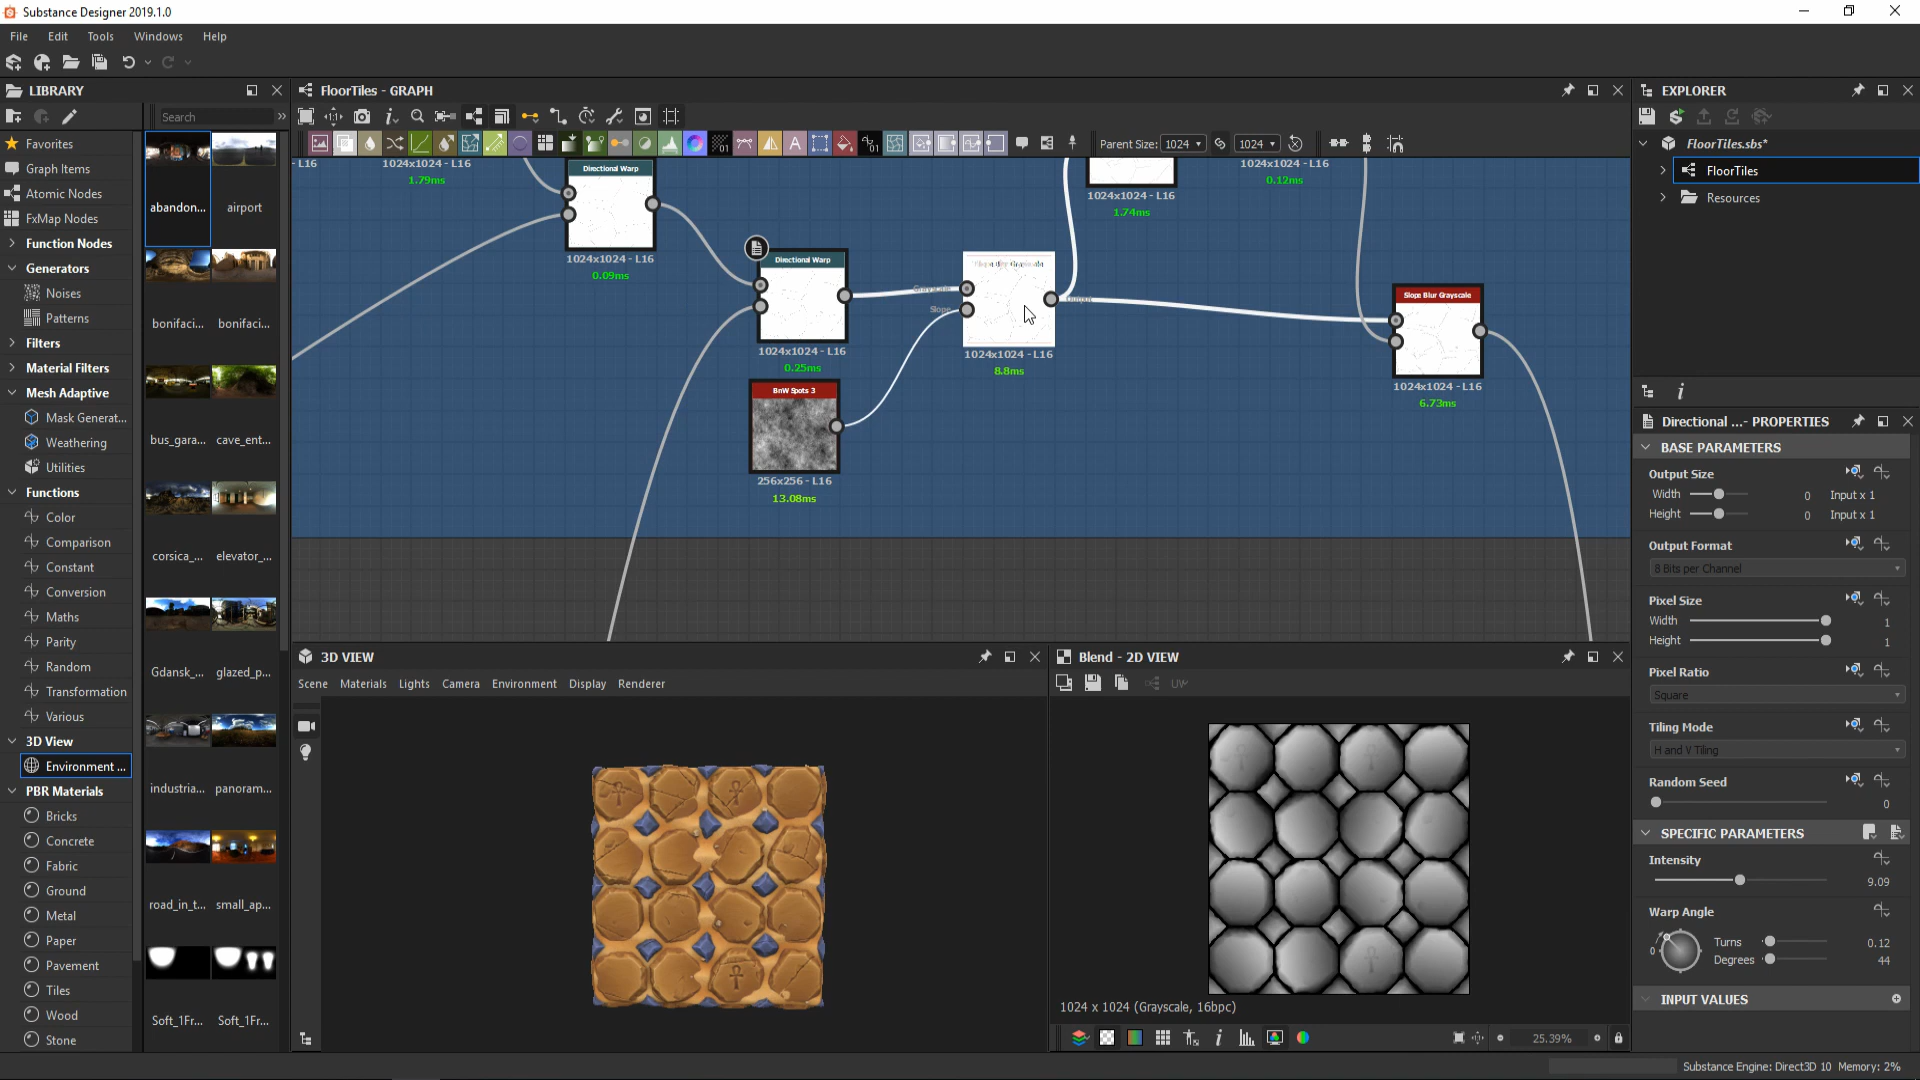 Substance Designer 2019.1.0
File Edit Tools Windows Help
LIBRARY
FloorTiles - GRAPH
EXPLORER
Search
»
Favorites
Graph Items
Atomic Nodes
FxMap Nodes
Function Nodes
Generators
Noises
Patterns
Filters
Material Filters
Mesh Adaptive
Mask Generat...
Weathering
Utilities
Functions
Color
Comparison
Constant
Conversion
Maths
Parity
Random
Transformation
Various
3D View
Environment ...
PBR Materials
Bricks
Concrete
Fabric
Ground
Metal
Paper
Pavement
Tiles
Wood
Stone
abandon... airport
bonifaci... bonifaci...
bus_gara... cave_ent...
corsica_... elevator_...
Gdansk_... glazed_p...
industria... panoram...
road_in_t... small_ap...
Soft_1Fr... Soft_1Fr...
Parent Size: 1024 1024
- L16
1024x1024 - L16
1.79ms
Directional Warp
1024x1024 - L16
0.09ms
Directional Warp
1024x1024 - L16
0.25ms
BnW Spots 3
256x256 - L16
13.08ms
Slope Blur Grayscale
Grayscale
Slope
Output
1024x1024 - L16
8.8ms
1024x1024 - L16
1.74ms
1024x1024 - L16
0.12ms
Slope Blur Grayscale
1024x1024 - L16
6.73ms
3D VIEW
Scene Materials Lights Camera Environment Display Renderer
Blend - 2D VIEW
UV
1024 x 1024 (Grayscale, 16bpc)
25.39%
FloorTiles.sbs*
FloorTiles
Resources
Directional ...- PROPERTIES
BASE PARAMETERS
Output Size
Width 0 Input x 1
Height 0 Input x 1
Output Format
8 Bits per Channel
Pixel Size
Width 1
Height 1
Pixel Ratio
Square
Tiling Mode
H and V Tiling
Random Seed
0
SPECIFIC PARAMETERS
Intensity
9.09
Warp Angle
0
Turns 0.12
Degrees 44
INPUT VALUES
Substance Engine: Direct3D 10 Memory: 2%